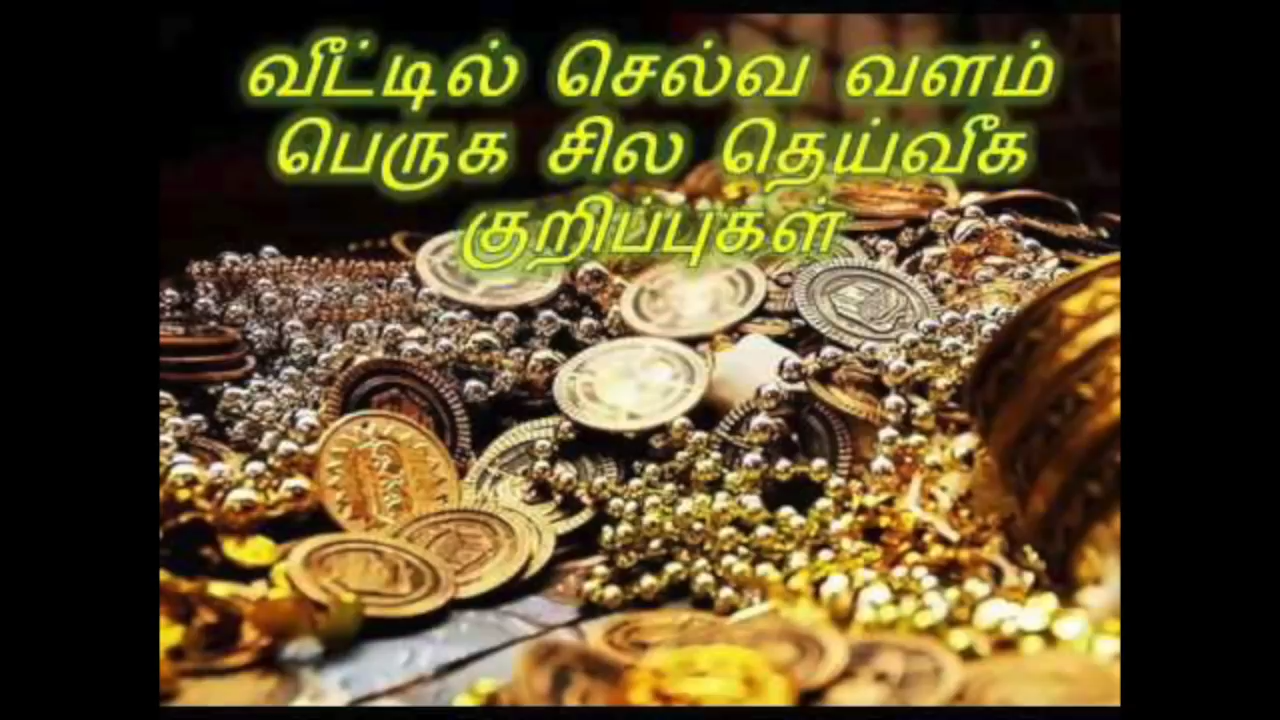 வீட்டில் செல்வ வளம்
பெருக சில தெய்வீக
குறிப்புகள்